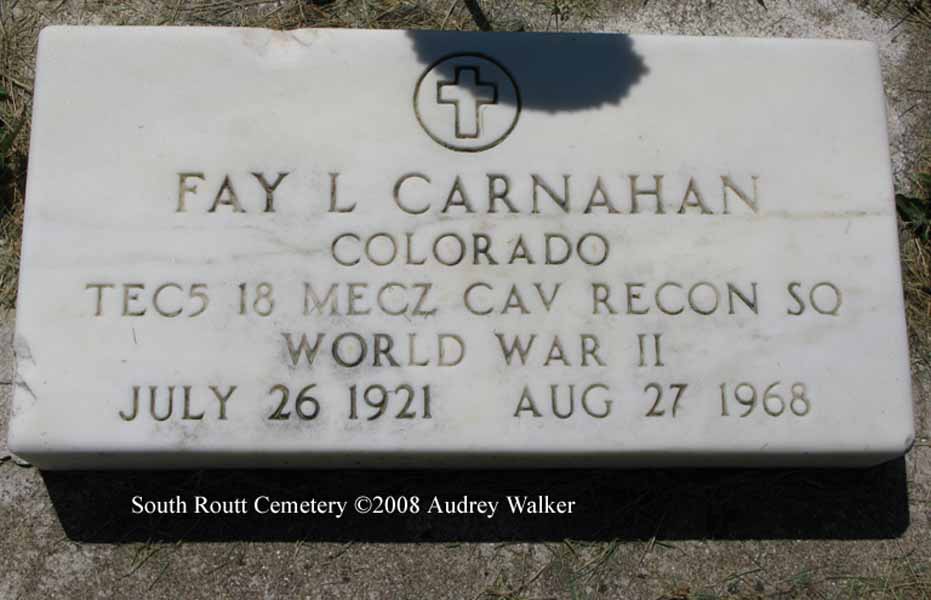 FAY L CARNAHAN
COLORADO
TEC5 18 MECZ CAV RECON SQ
WORLD WAR II
JULY 26 1921 AUG 27 1968
South Routt Cemetery ©2008 Audrey Walker